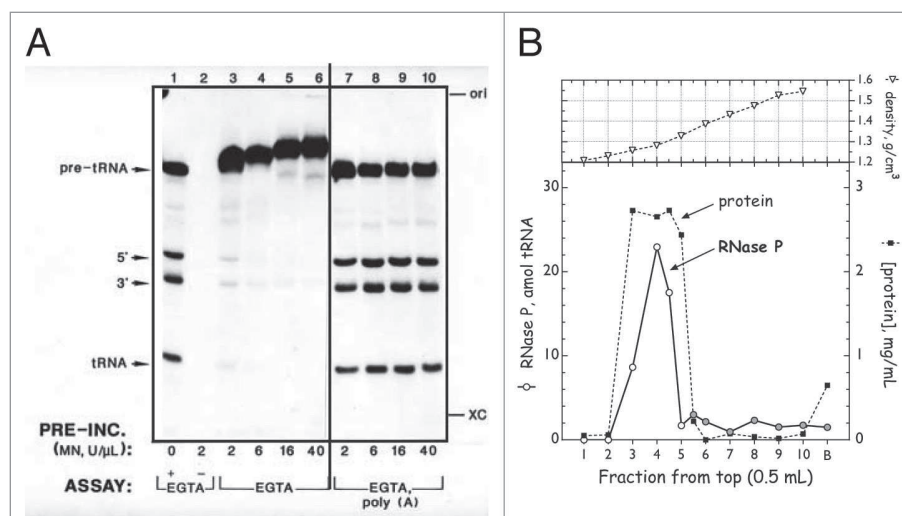 A
1 2 3 4 5 6 7 8 9 10
ori
pre-tRNA
5'
3'
tRNA
XC
PRE-INC.
(MN, U/μL): 0 2 2 6 16 40 2 6 16 40
+ −
ASSAY: EGTA EGTA EGTA,
poly (A)
B
1.6
1.5
1.4
1.3
1.2
density, g/cm³
30
20
10
0
RNase P, amol tRNA
protein
RNase P
3
2
1
0
[protein], mg/mL
1 2 3 4 5 6 7 8 9 10 B
Fraction from top (0.5 mL)